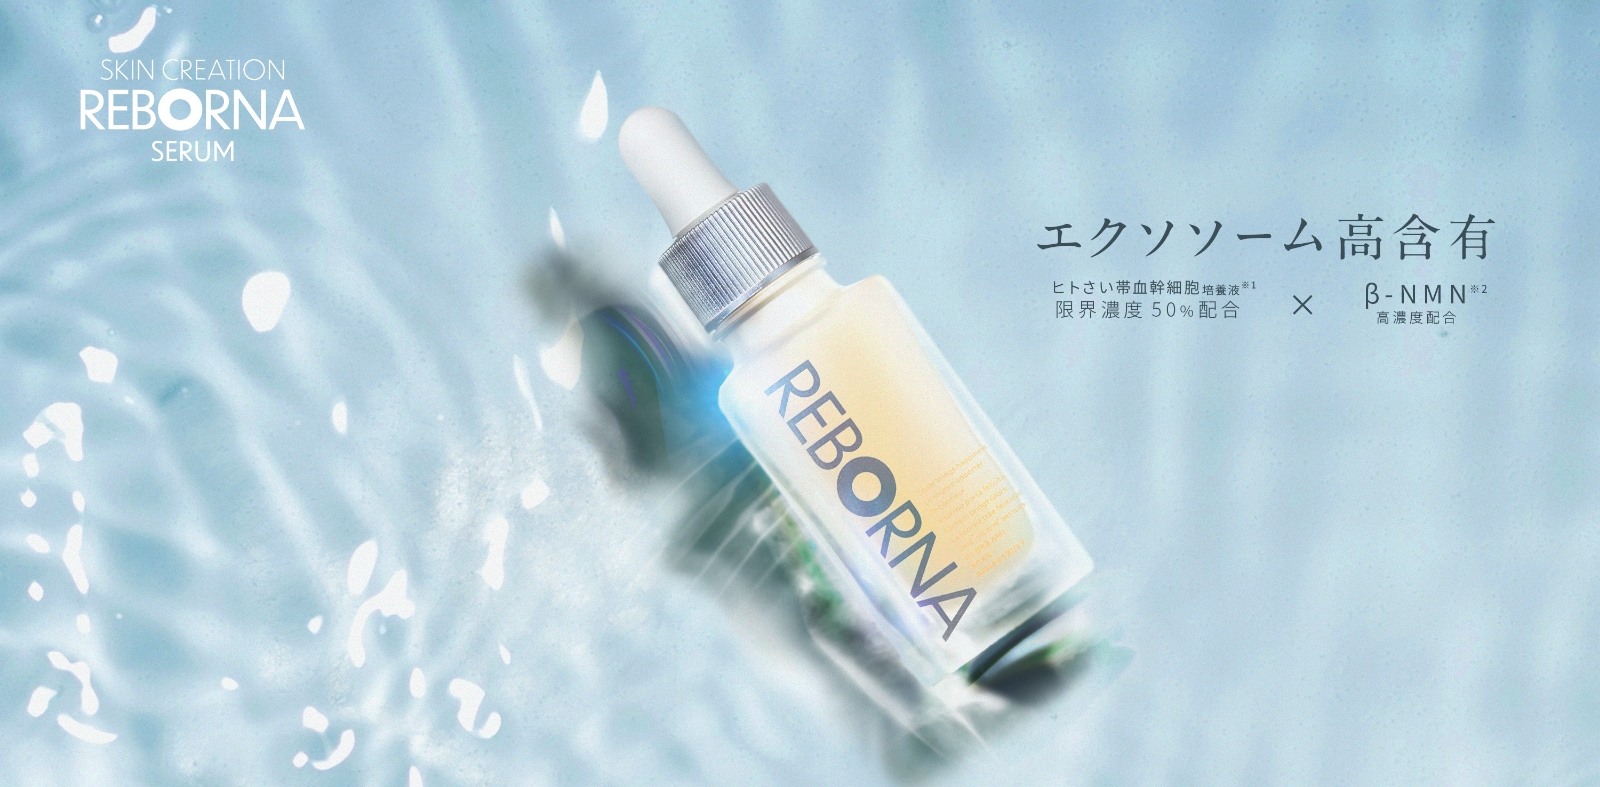 SKIN CREATION
REBORNA
SERUM
エクソソーム高含有
ヒトさい帯血幹細胞培養液※1
限界濃度50%配合
×
β-NMN※2
高濃度配合
REBORNA